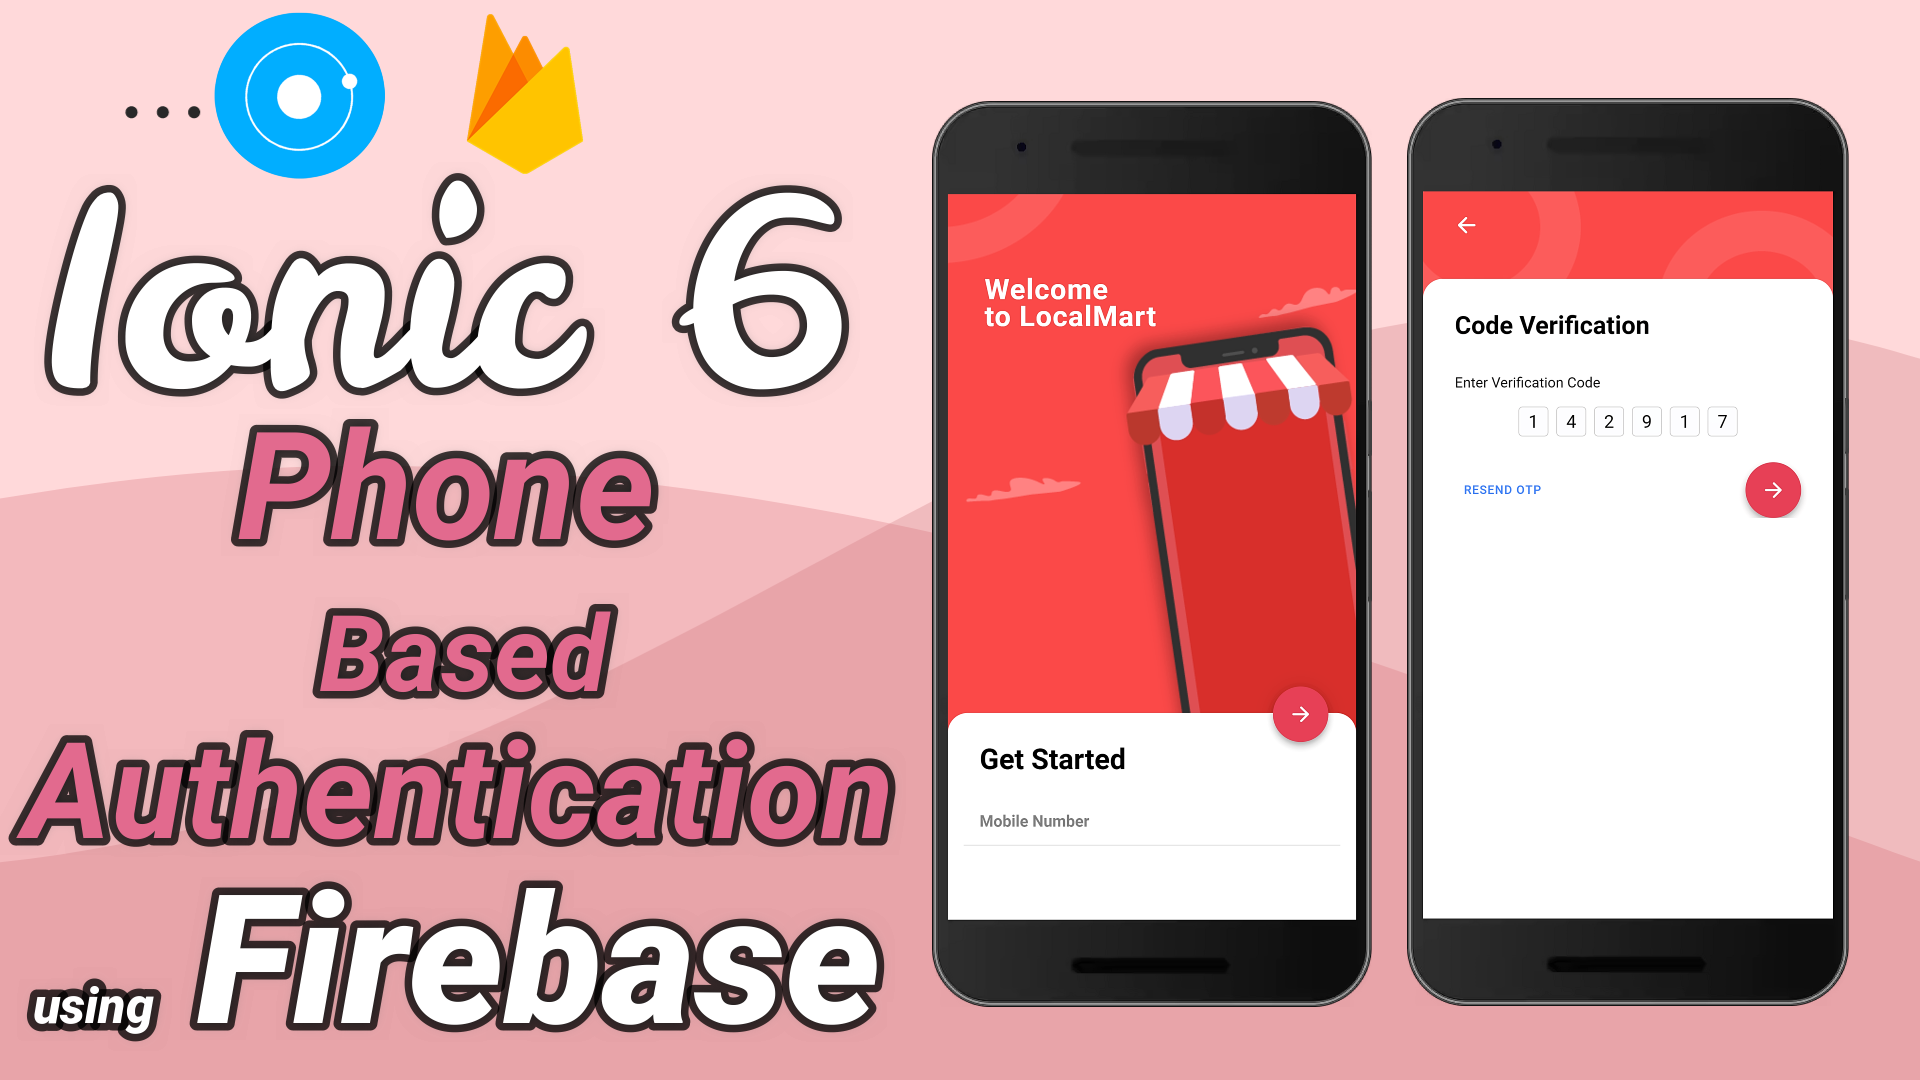 Ionic 6
Phone
Based
Authentication
using Firebase
Welcome
to LocalMart
Get Started
Mobile Number
Code Verification
Enter Verification Code
1 4 2 9 1 7
RESEND OTP